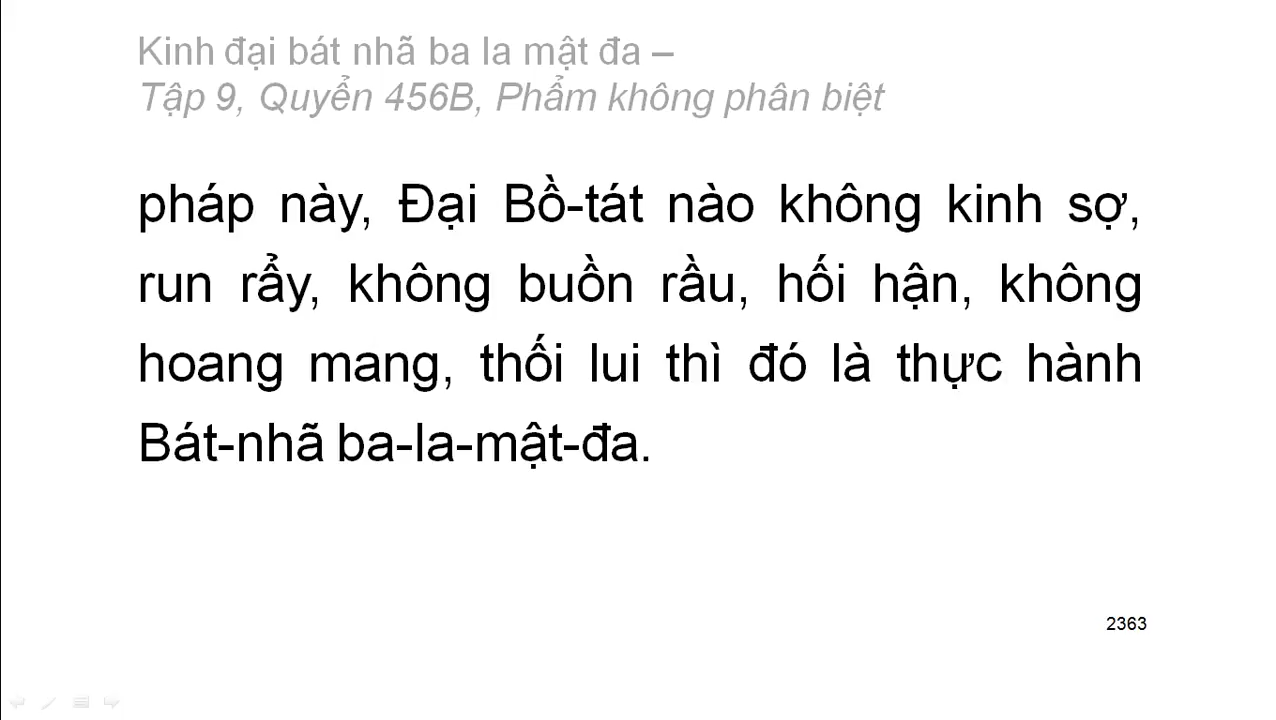 Kinh đại bát nhã ba la mật đa –
Tập 9, Quyển 456B, Phẩm không phân biệt
pháp này, Đại Bồ-tát nào không kinh sợ,
run rẩy, không buồn rầu, hối hận, không
hoang mang, thối lui thì đó là thực hành
Bát-nhã ba-la-mật-đa.
2363